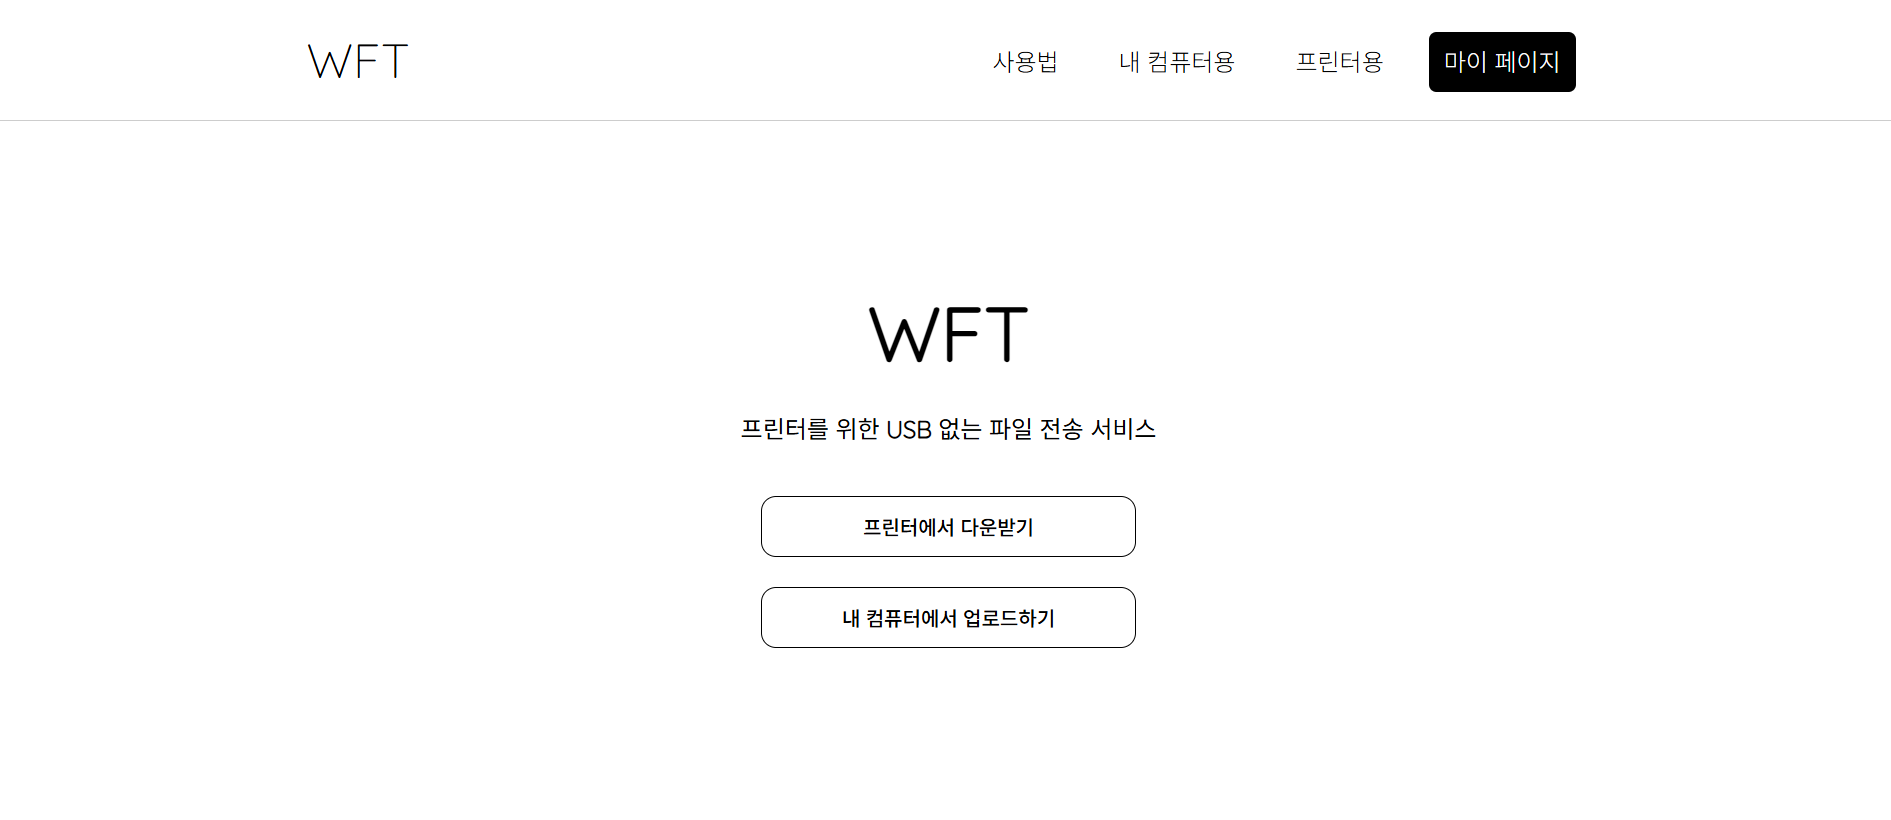 WFT
사용법
내 컴퓨터용
프린터용
마이 페이지
WFT
프린터를 위한 USB 없는 파일 전송 서비스
프린터에서 다운받기
내 컴퓨터에서 업로드하기